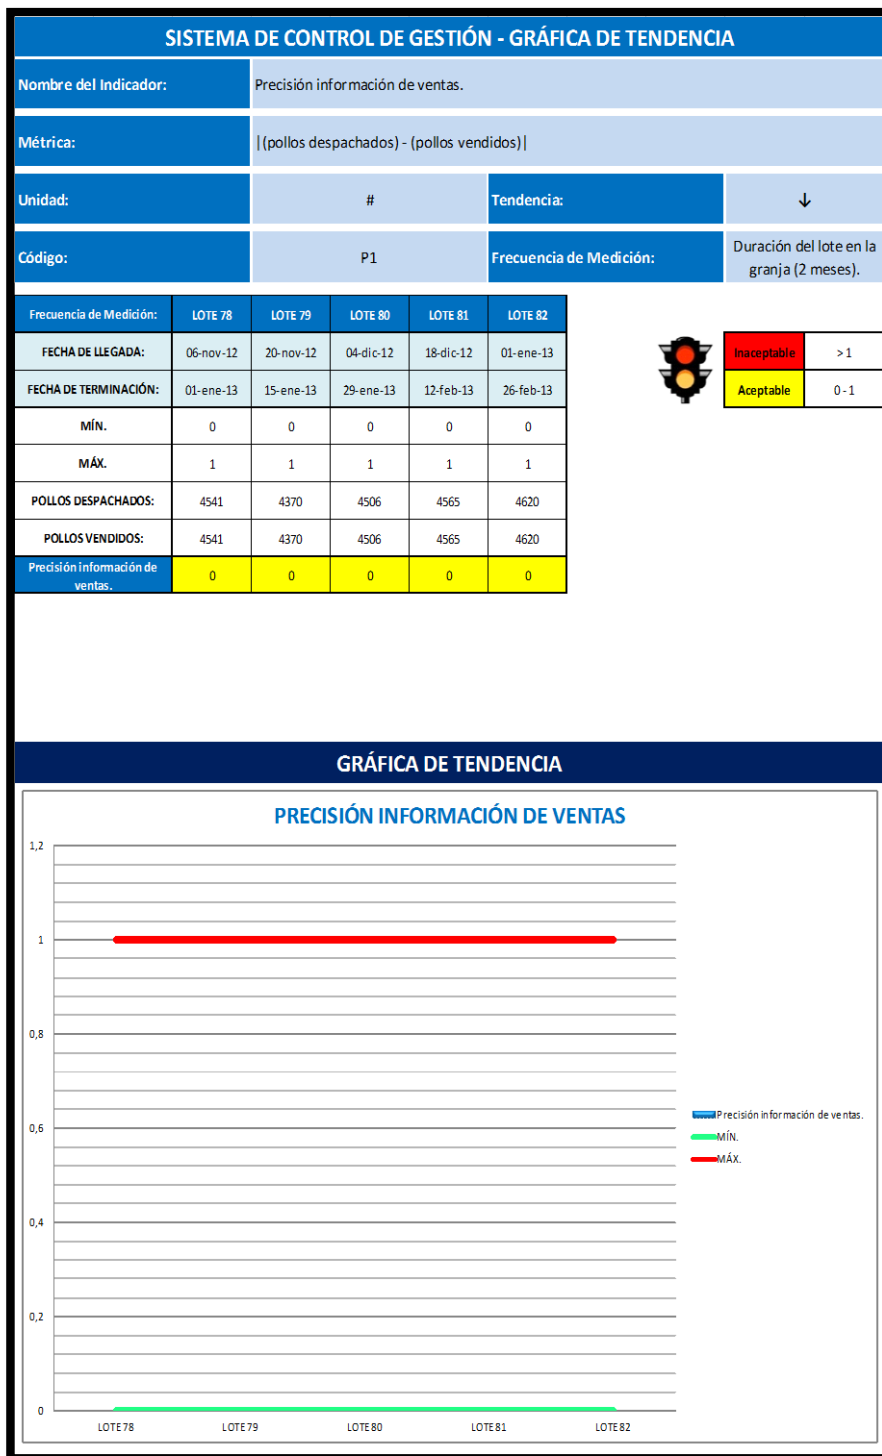 SISTEMA DE CONTROL DE GESTIÓN - GRÁFICA DE TENDENCIA
Nombre del Indicador: Precisión información de ventas.
Métrica: |(pollos despachados) - (pollos vendidos)|
Unidad: # Tendencia: ↓
Código: P1 Frecuencia de Medición: Duración del lote en la
granja (2 meses).
Frecuencia de Medición: LOTE 78 LOTE 79 LOTE 80 LOTE 81 LOTE 82
FECHA DE LLEGADA: 06-nov-12 20-nov-12 04-dic-12 18-dic-12 01-ene-13
Inaceptable > 1
FECHA DE TERMINACIÓN: 01-ene-13 15-ene-13 29-ene-13 12-feb-13 26-feb-13
Aceptable 0 - 1
MÍN. 0 0 0 0 0
MÁX. 1 1 1 1 1
POLLOS DESPACHADOS: 4541 4370 4506 4565 4620
POLLOS VENDIDOS: 4541 4370 4506 4565 4620
Precisión información de
ventas. 0 0 0 0 0
GRÁFICA DE TENDENCIA
PRECISIÓN INFORMACIÓN DE VENTAS
1,2
1
0,8
0,6
0,4
0,2
0
Precisión información de ventas.
MÍN.
MÁX.
LOTE 78 LOTE 79 LOTE 80 LOTE 81 LOTE 82